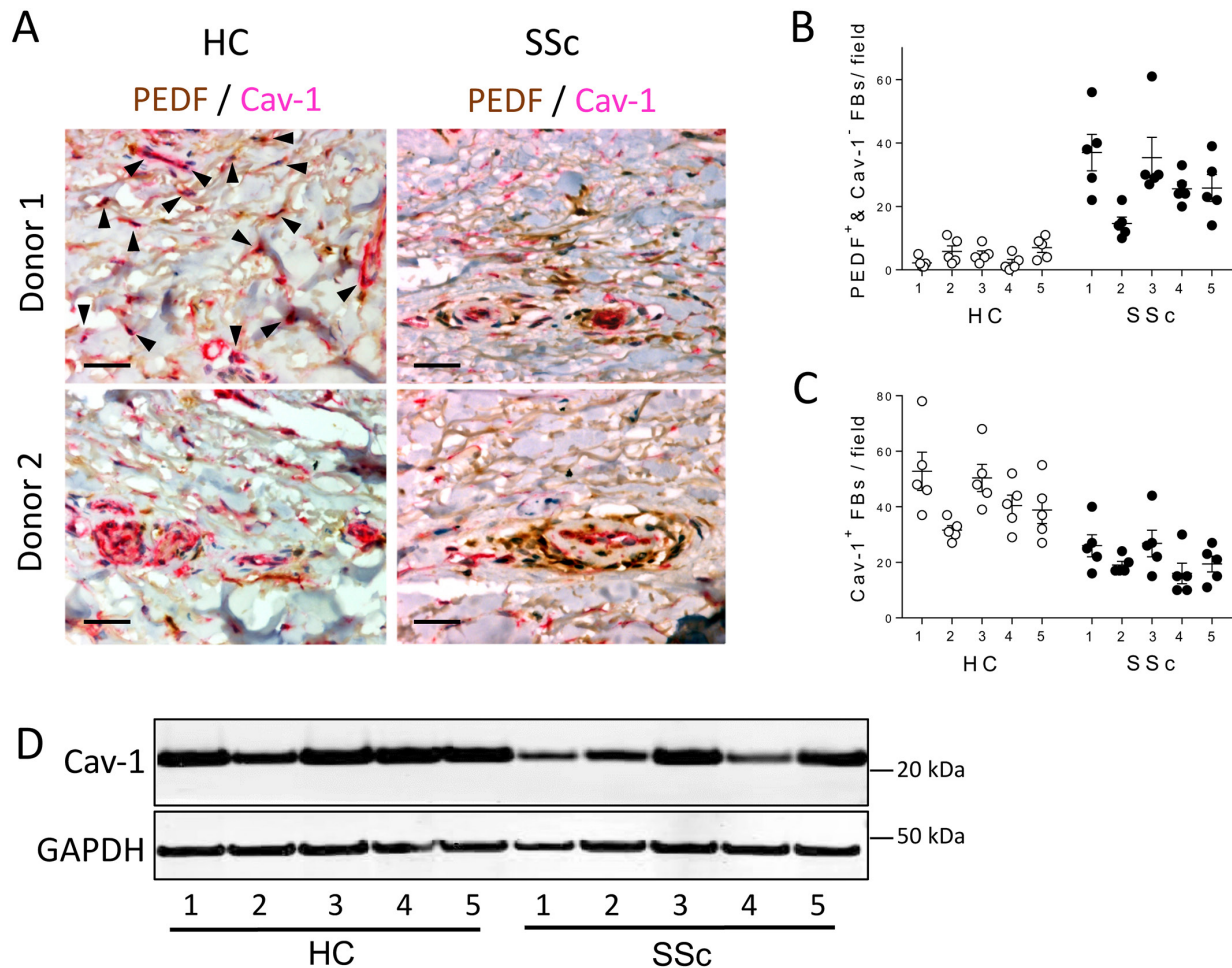 A
HC
SSc
PEDF / Cav-1
PEDF / Cav-1
Donor 1
Donor 2
B
PEDF⁺ & Cav-1⁻ FBs/ field
60
40
20
0
1 2 3 4 5 1 2 3 4 5
HC SSc
C
Cav-1⁺ FBs / field
80
60
40
20
0
1 2 3 4 5 1 2 3 4 5
HC SSc
D
Cav-1
20 kDa
GAPDH
50 kDa
1 2 3 4 5 1 2 3 4 5
HC SSc